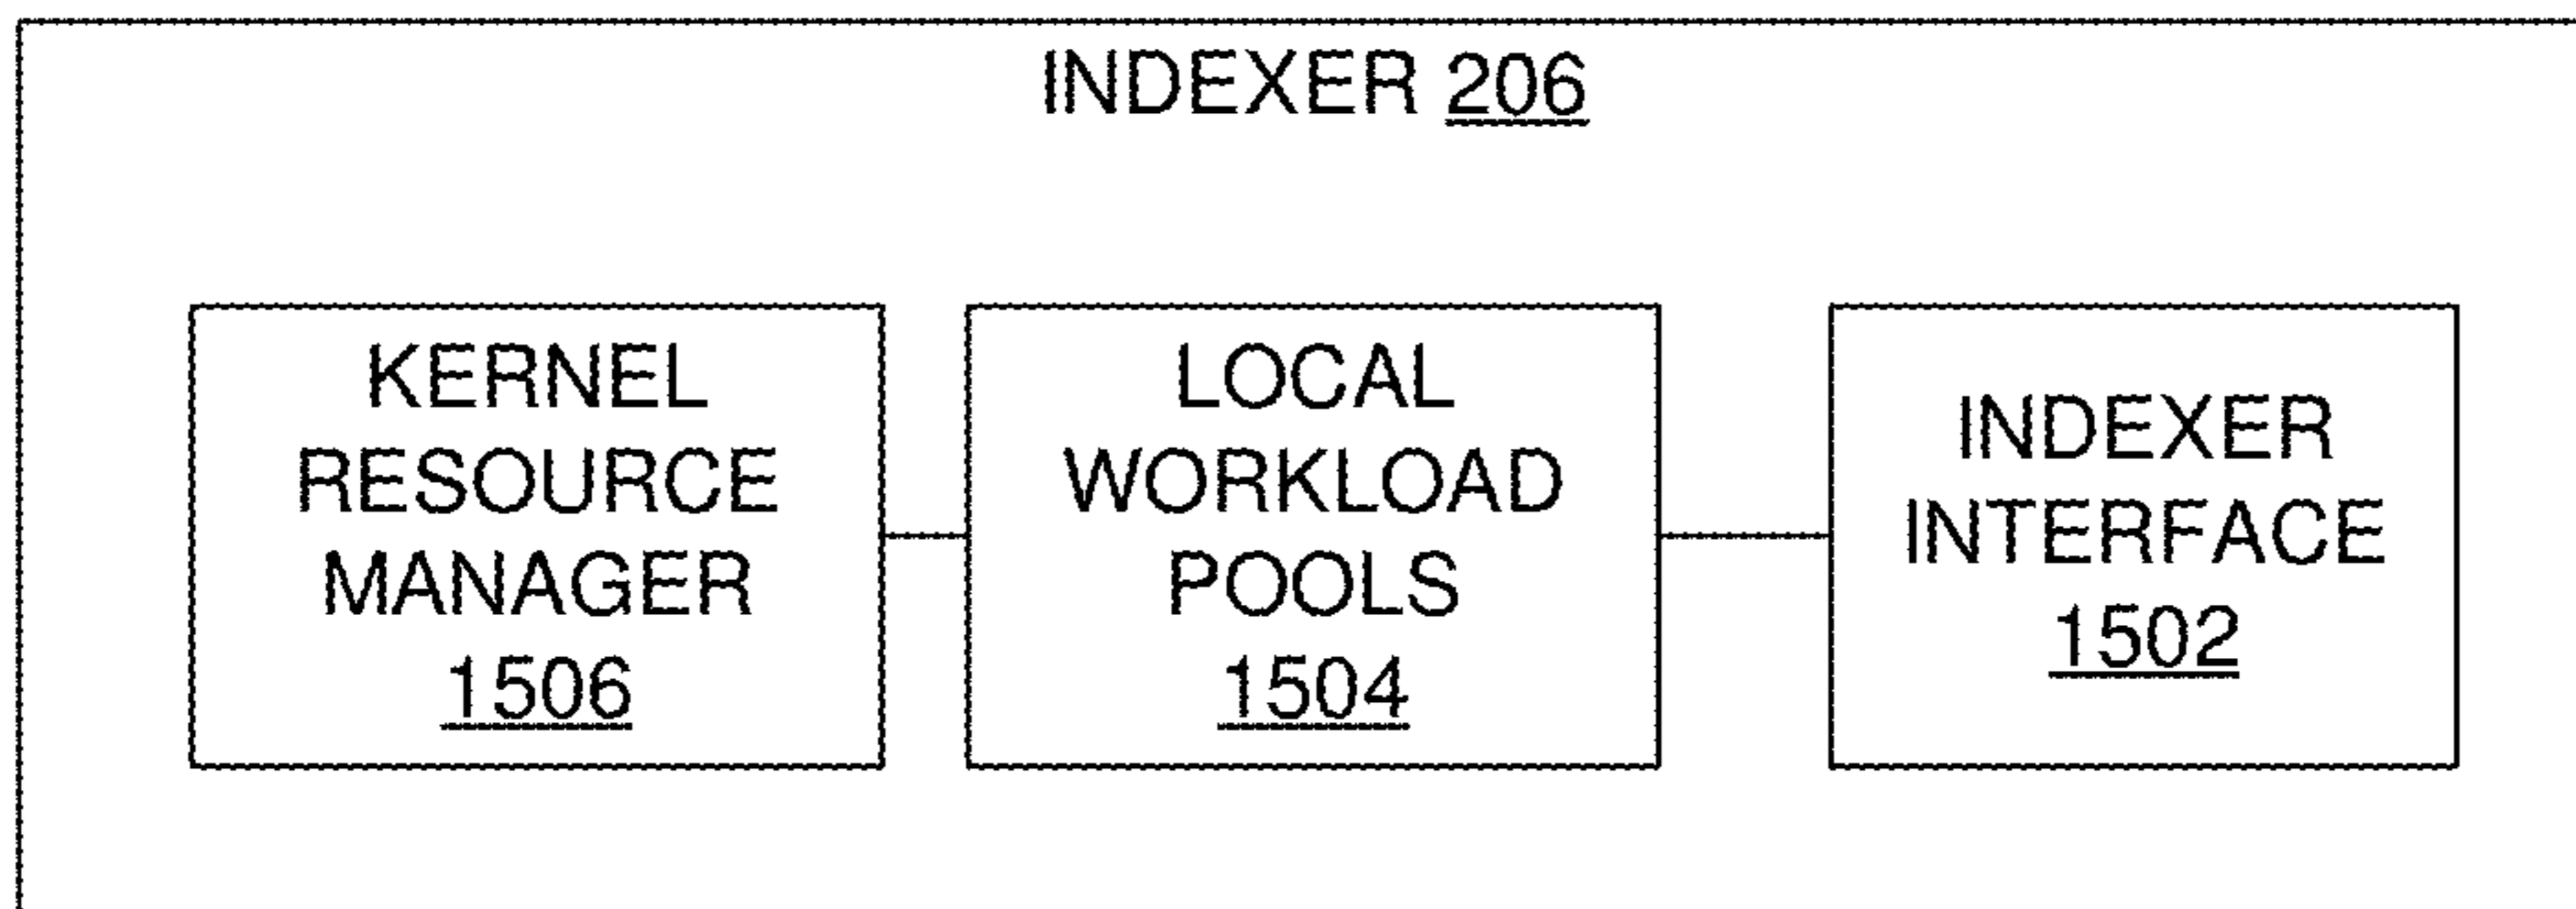 INDEXER 206
KERNEL
RESOURCE
MANAGER
1506
LOCAL
WORKLOAD
POOLS
1504
INDEXER
INTERFACE
1502